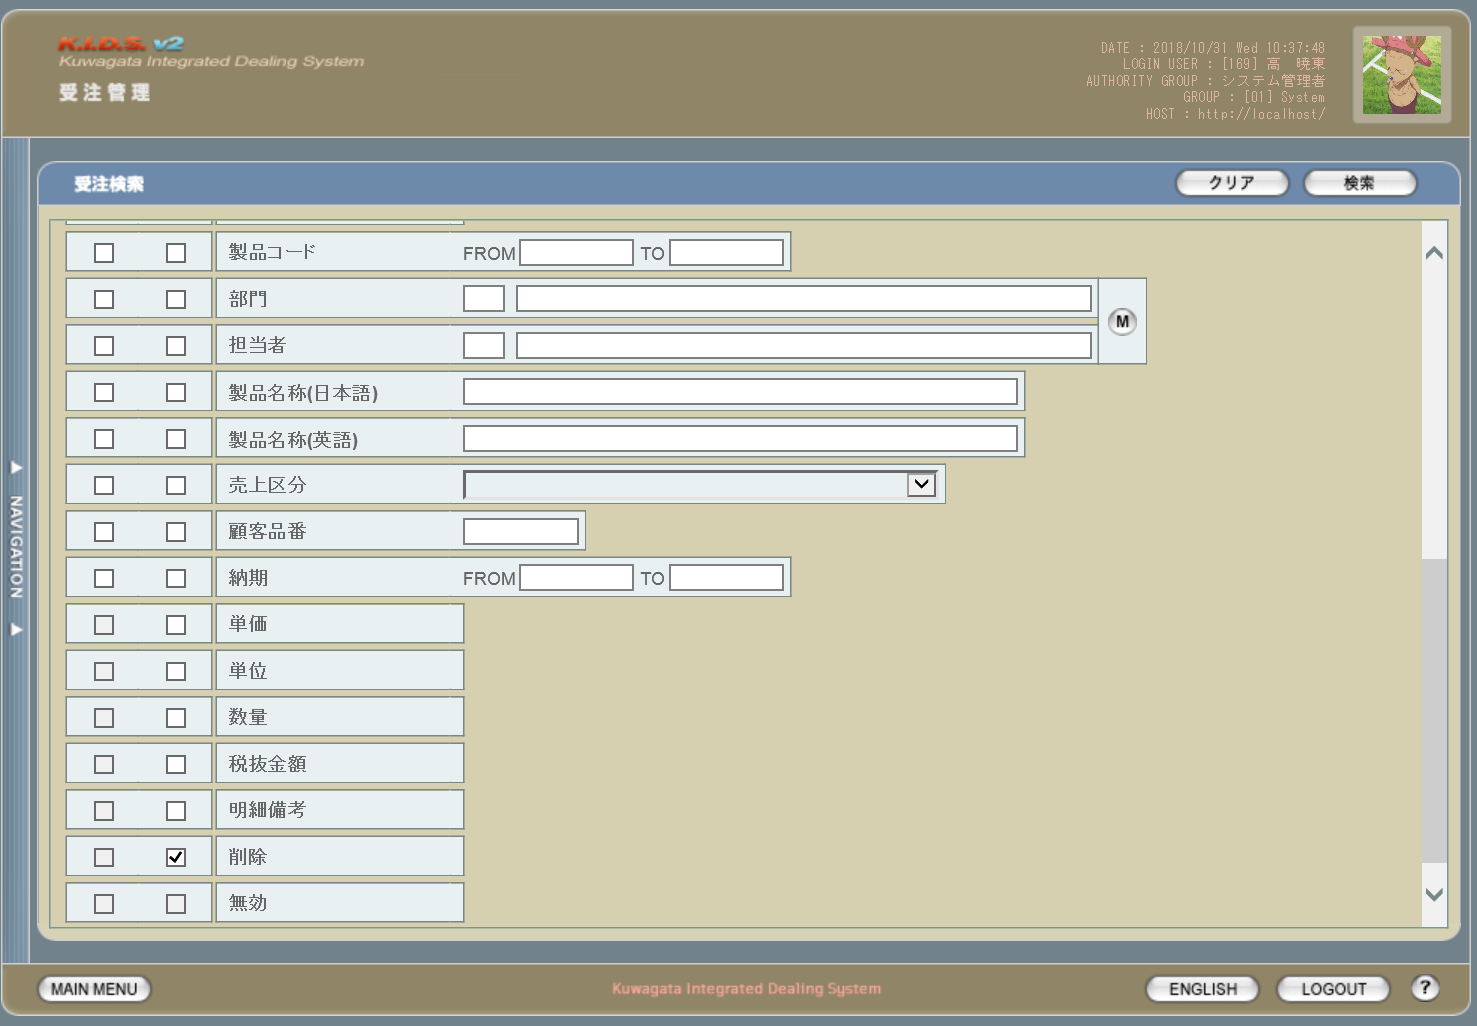 K.I.D.S. v2
Kuwagata Integrated Dealing System
受注管理
DATE : 2018/10/31 Wed 10:37:48
LOGIN USER : [169] 高　暁東
AUTHORITY GROUP : システム管理者
GROUP : [01] System
HOST : http://localhost/
受注検索
クリア
検索
製品コード FROM TO
部門
M
担当者
製品名称(日本語)
製品名称(英語)
売上区分
顧客品番
納期 FROM TO
単価
単位
数量
税抜金額
明細備考
削除
無効
NAVIGATION
MAIN MENU
Kuwagata Integrated Dealing System
ENGLISH
LOGOUT
?